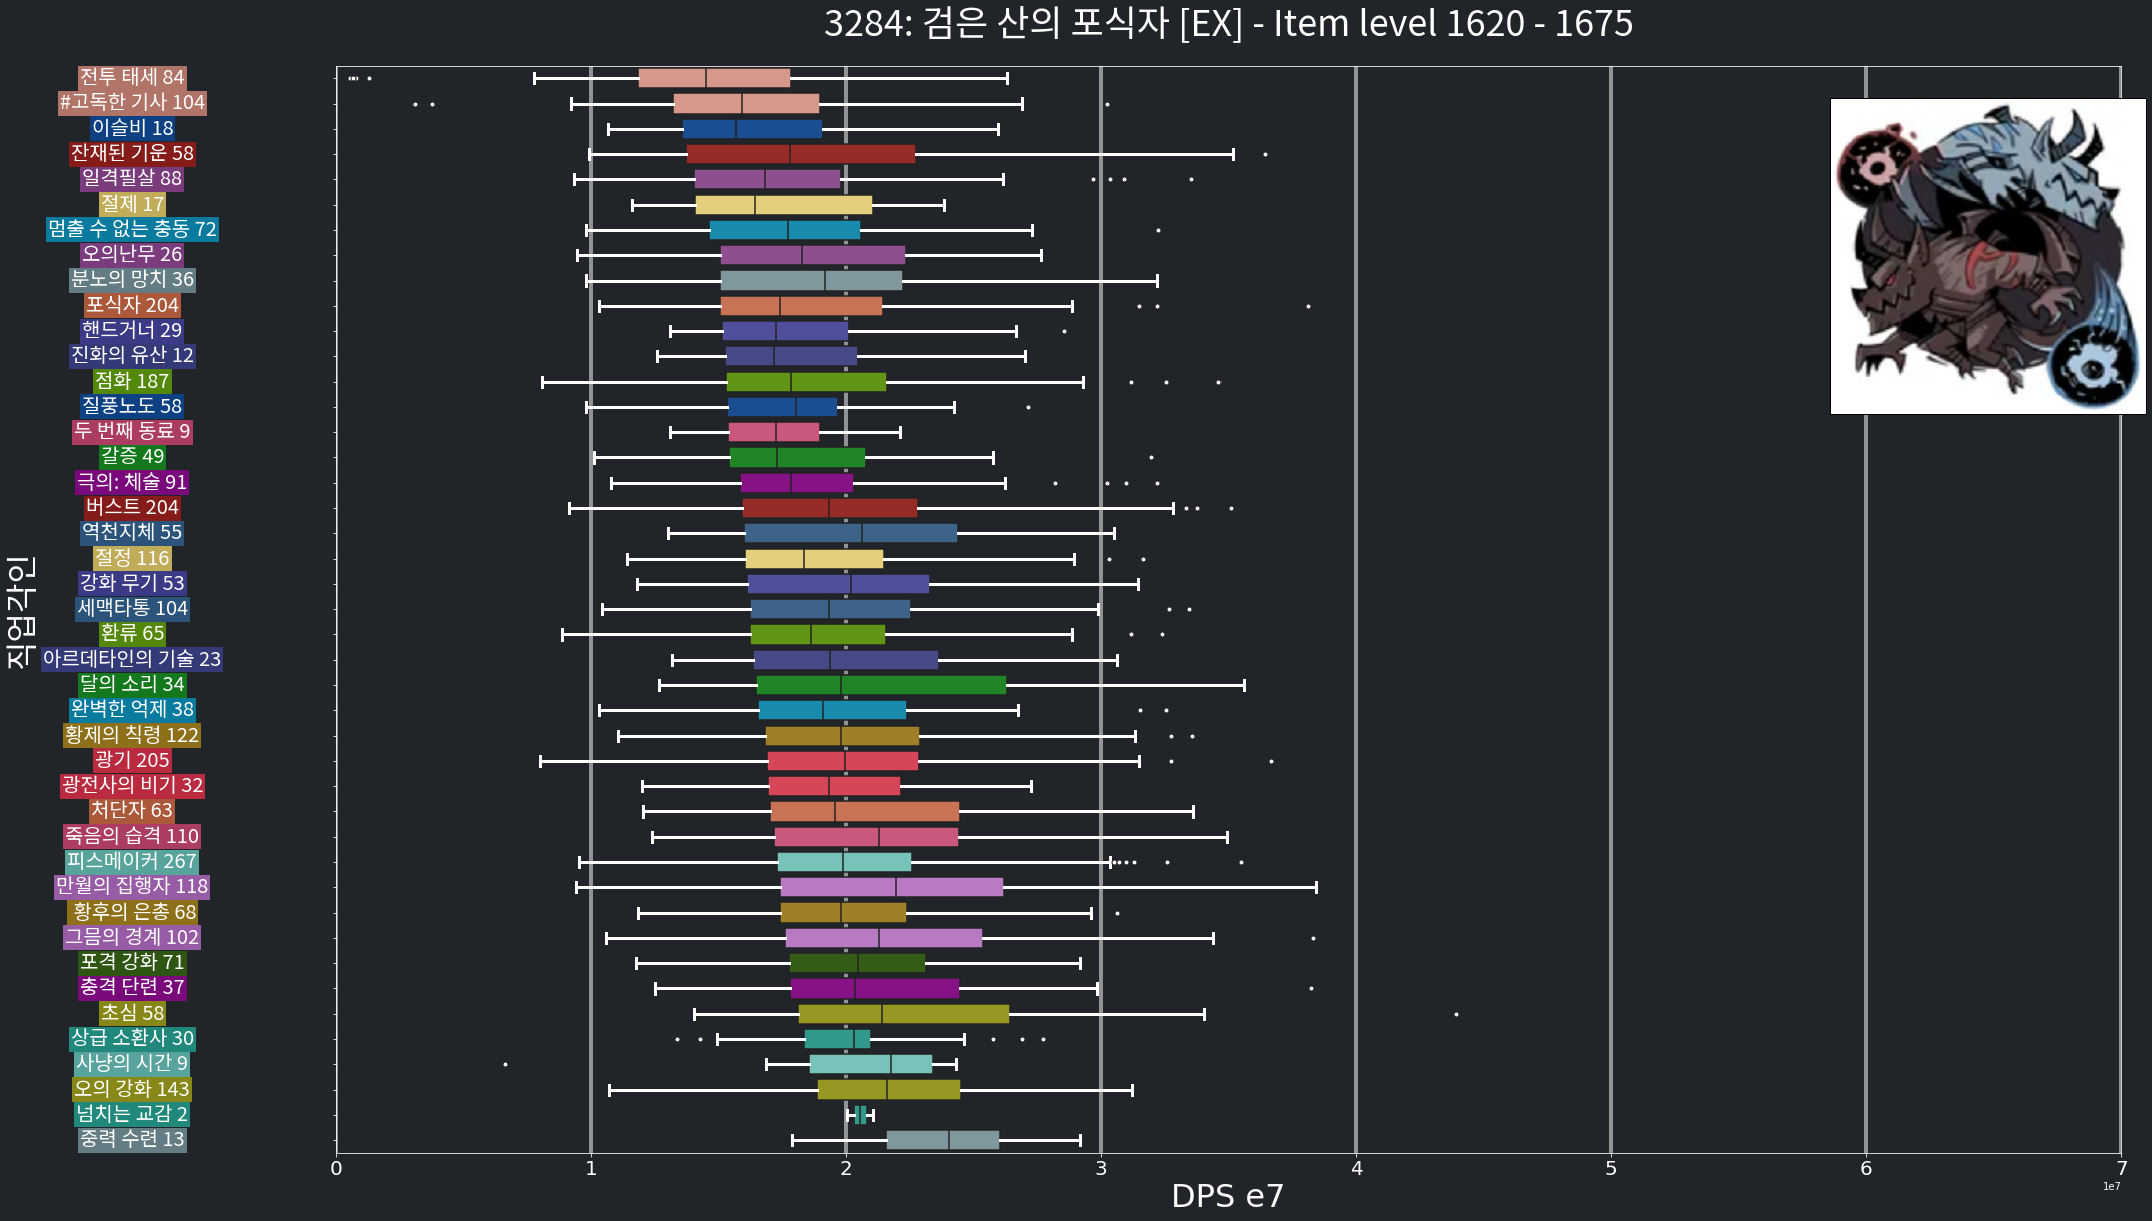 3284: 검은 산의 포식자 [EX] - Item level 1620 - 1675
전투 태세 84
#고독한 기사 104
이슬비 18
잔재된 기운 58
일격필살 88
절제 17
멈출 수 없는 충동 72
오의난무 26
분노의 망치 36
포식자 204
핸드거너 29
진화의 유산 12
점화 187
질풍노도 58
두 번째 동료 9
갈증 49
극의: 체술 91
버스트 204
역천지체 55
절정 116
강화 무기 53
세맥타통 104
환류 65
아르데타인의 기술 23
달의 소리 34
완벽한 억제 38
황제의 칙령 122
광기 205
광전사의 비기 32
처단자 63
죽음의 습격 110
피스메이커 267
만월의 집행자 118
황후의 은총 68
그믐의 경계 102
포격 강화 71
충격 단련 37
초심 58
상급 소환사 30
사냥의 시간 9
오의 강화 143
넘치는 교감 2
중력 수련 13
직업각인
0 1 2 3 4 5 6 7
1e7
DPS e7